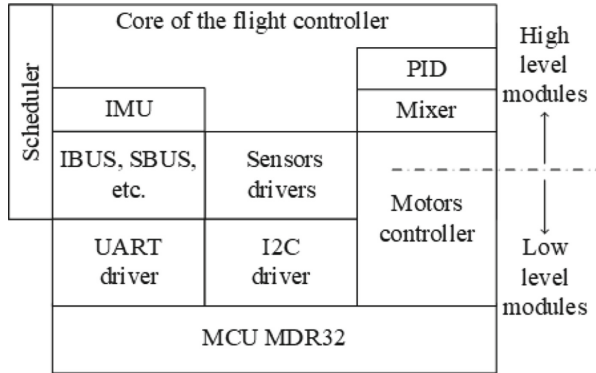 Core of the flight controller
Scheduler
PID
IMU
Mixer
IBUS, SBUS,
etc.
Sensors
drivers
Motors
controller
UART
driver
I2C
driver
MCU MDR32
High
level
modules
Low
level
modules